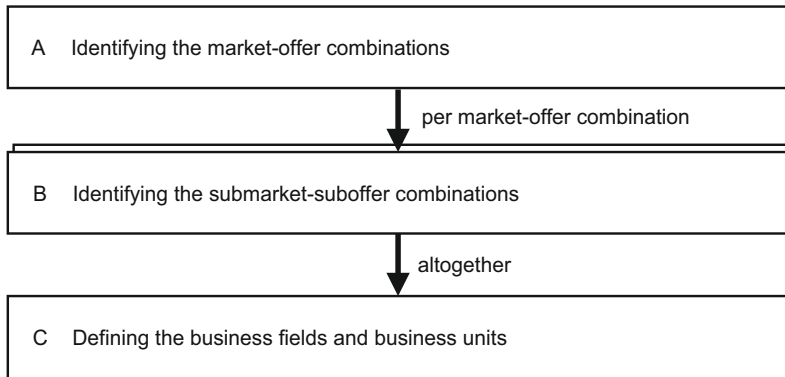 A Identifying the market-offer combinations
per market-offer combination
B Identifying the submarket-suboffer combinations
altogether
C Defining the business fields and business units